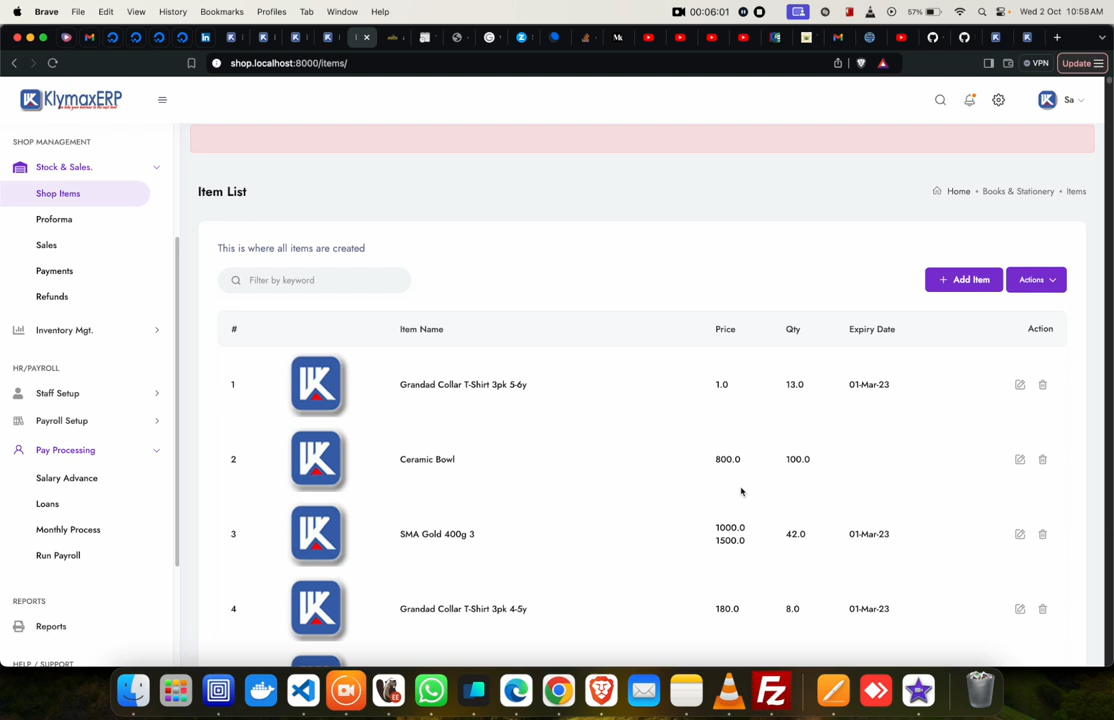 Brave File Edit View History Bookmarks Profiles Tab Window Help 00:06:01 57% Wed 2 Oct 10:58 AM
shop.localhost:8000/items/ VPN Update
KlymaxERP
Sa
SHOP MANAGEMENT
Stock & Sales.
Shop Items
Proforma
Sales
Payments
Refunds
Inventory Mgt.
HR/PAYROLL
Staff Setup
Payroll Setup
Pay Processing
Salary Advance
Loans
Monthly Process
Run Payroll
REPORTS
Reports
HELP / SUPPORT
Item List
Home • Books & Stationery • Items
This is where all items are created
Filter by keyword
+ Add Item
Actions
# Item Name Price Qty Expiry Date Action
1 Grandad Collar T-Shirt 3pk 5-6y 1.0 13.0 01-Mar-23
2 Ceramic Bowl 800.0 100.0
3 SMA Gold 400g 3 1000.0 42.0 01-Mar-23
1500.0
4 Grandad Collar T-Shirt 3pk 4-5y 180.0 8.0 01-Mar-23